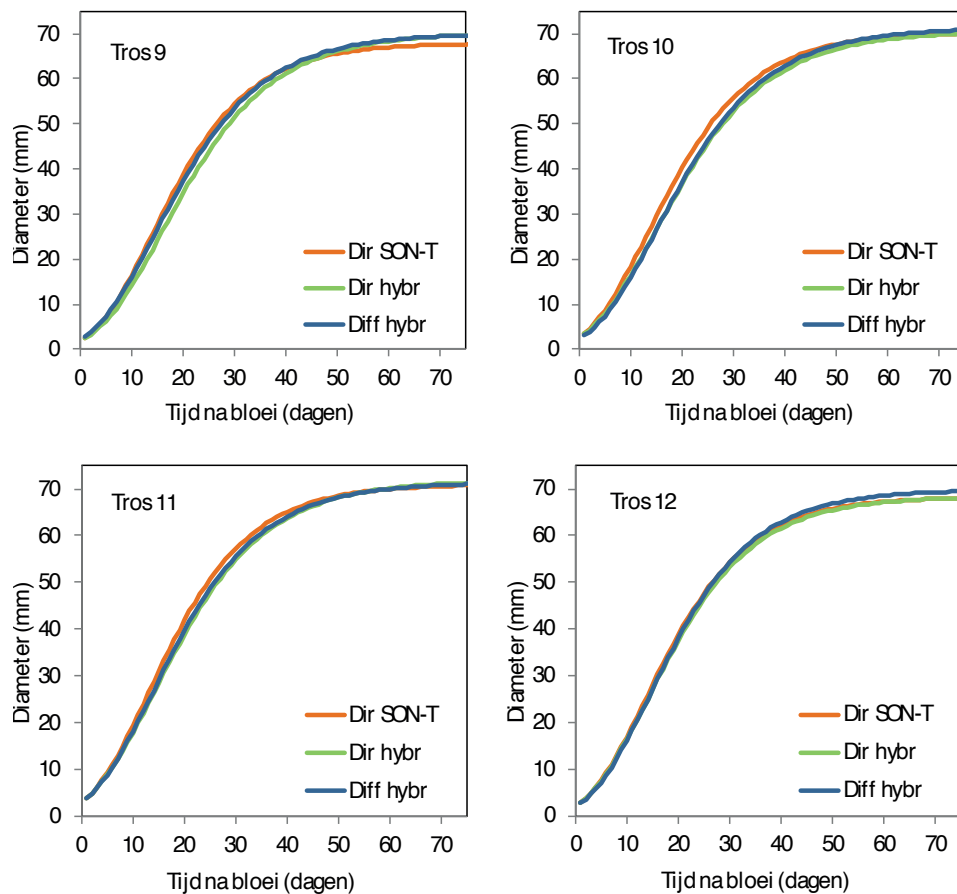 Tros 9
Diameter (mm)
70
60
50
40
30
20
10
0
Dir SON-T
Dir hybr
Diff hybr
0 10 20 30 40 50 60 70
Tijd na bloei (dagen)
Tros 10
Diameter (mm)
70
60
50
40
30
20
10
0
Dir SON-T
Dir hybr
Diff hybr
0 10 20 30 40 50 60 70
Tijd na bloei (dagen)
Tros 11
Diameter (mm)
70
60
50
40
30
20
10
0
Dir SON-T
Dir hybr
Diff hybr
0 10 20 30 40 50 60 70
Tijd na bloei (dagen)
Tros 12
Diameter (mm)
70
60
50
40
30
20
10
0
Dir SON-T
Dir hybr
Diff hybr
0 10 20 30 40 50 60 70
Tijd na bloei (dagen)